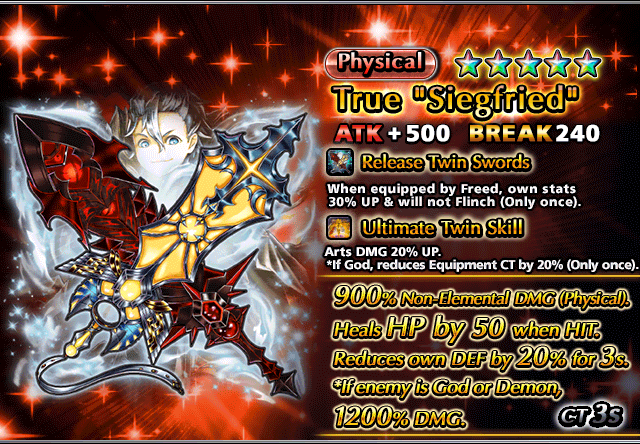 Physical
True "Siegfried"
ATK +500 BREAK 240
Release Twin Swords
When equipped by Freed, own stats
30% UP & will not Flinch (Only once).
Ultimate Twin Skill
Arts DMG 20% UP.
*If God, reduces Equipment CT by 20% (Only once).
900% Non-Elemental DMG (Physical).
Heals HP by 50 when HIT.
Reduces own DEF by 20% for 3s.
*If enemy is God or Demon,
1200% DMG.
CT 3s